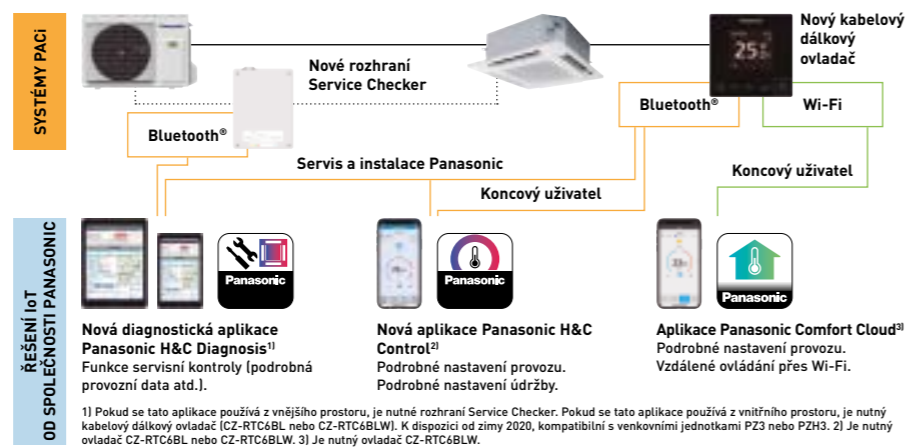 SYSTÉMY PACi
Nové rozhraní
Service Checker
Nový kabelový
dálkový
ovladač
Bluetooth®
Bluetooth®
Wi-Fi
Servis a instalace Panasonic
Koncový uživatel
Koncový uživatel
ŘEŠENÍ IoT
OD SPOLEČNOSTI PANASONIC
Panasonic
Panasonic
Panasonic
Nová diagnostická aplikace
Panasonic H&C Diagnosis1)
Funkce servisní kontroly (podrobná
provozní data atd.).
Nová aplikace Panasonic H&C
Control2)
Podrobné nastavení provozu.
Podrobné nastavení údržby.
Aplikace Panasonic Comfort Cloud3)
Podrobné nastavení provozu.
Vzdálené ovládání přes Wi-Fi.
1) Pokud se tato aplikace používá z vnějšího prostoru, je nutné rozhraní Service Checker. Pokud se tato aplikace používá z vnitřního prostoru, je nutný
kabelový dálkový ovladač (CZ-RTC6BL nebo CZ-RTC6BLW). K dispozici od zimy 2020, kompatibilní s venkovními jednotkami PZ3 nebo PZH3. 2) Je nutný
ovladač CZ-RTC6BL nebo CZ-RTC6BLW. 3) Je nutný ovladač CZ-RTC6BLW.